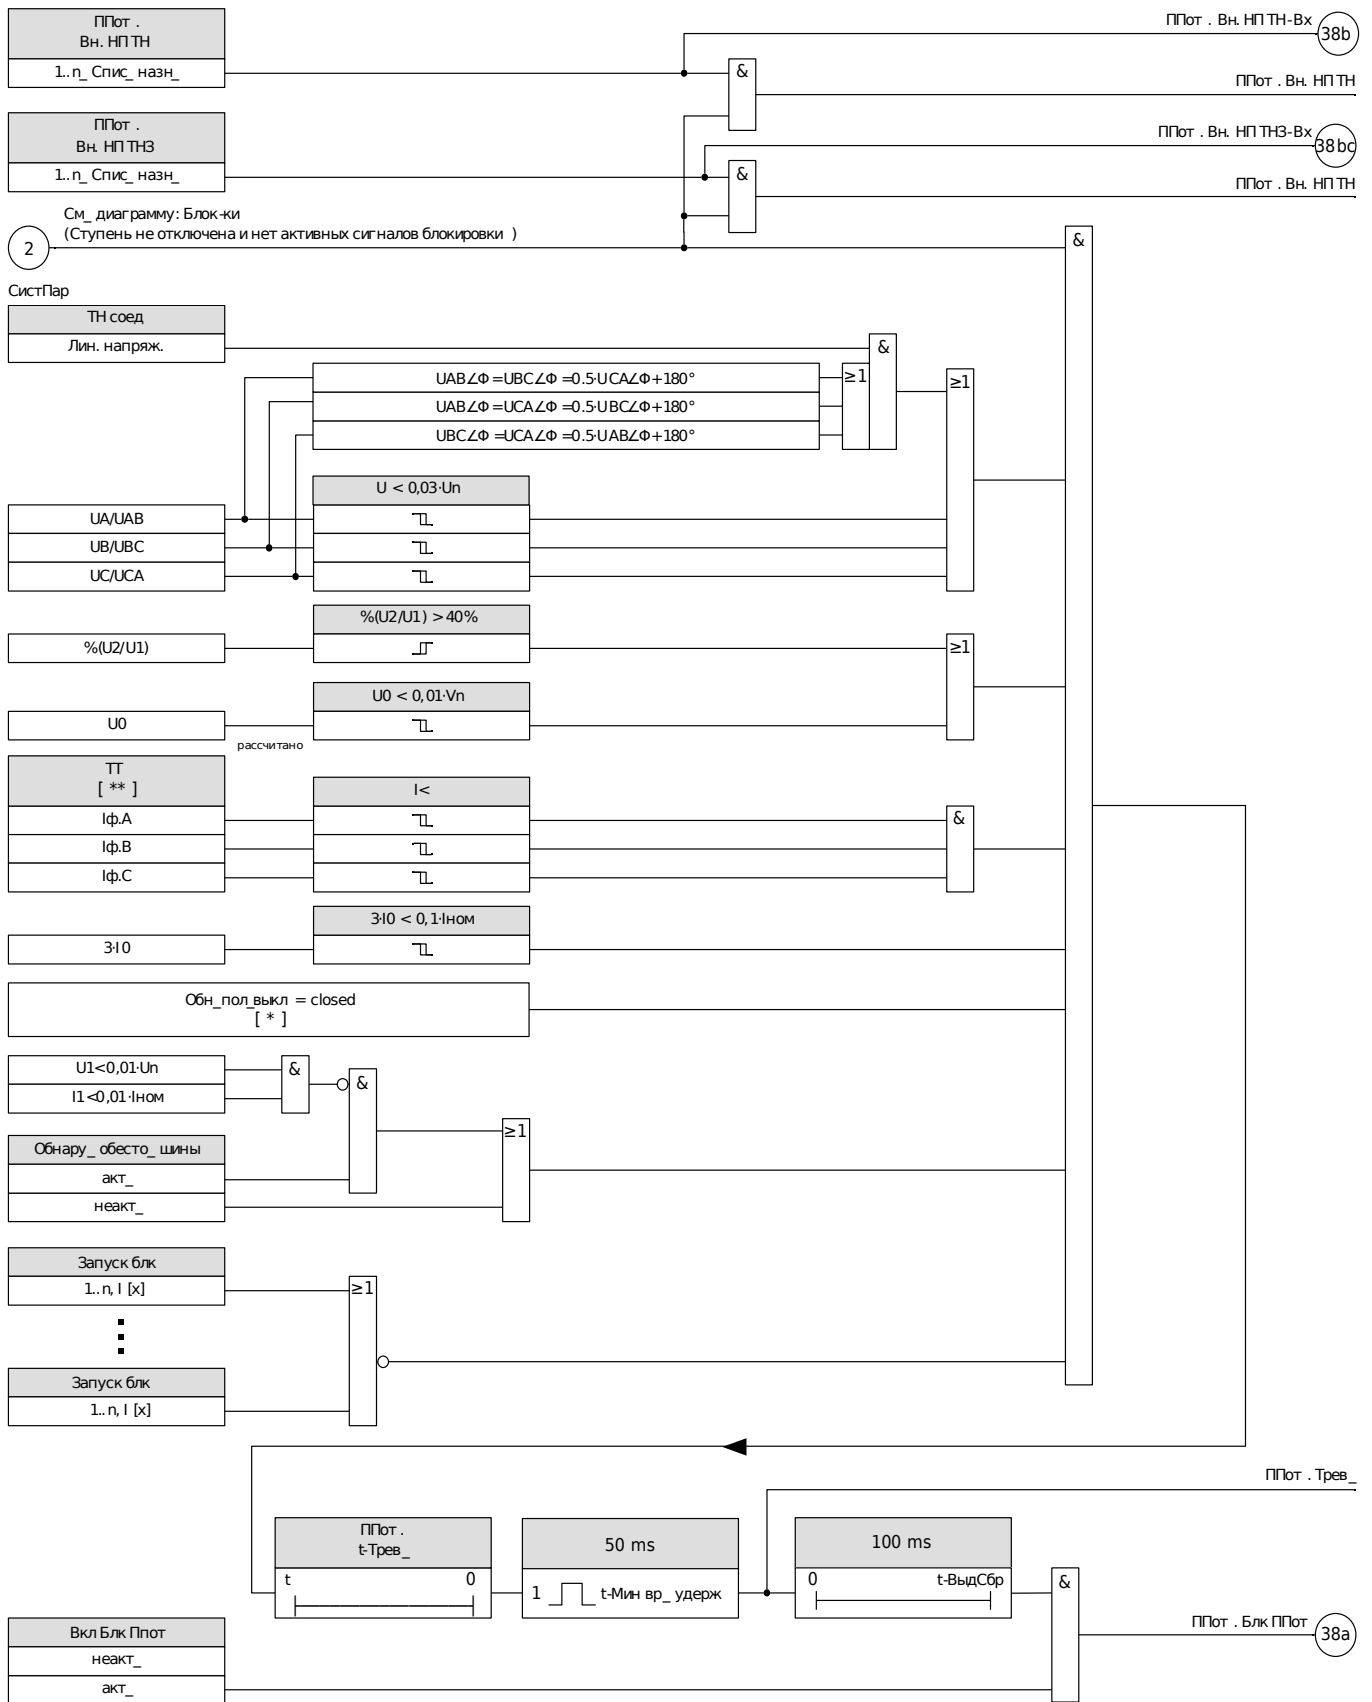 ППот .
Вн. НП ТН
1..n_ Спис_ назн_
ППот . Вн. НП ТН-Вх
38b
&
ППот . Вн. НП ТН
ППот .
Вн. НП ТНЗ
1..n_ Спис_ назн_
ППот . Вн. НП ТНЗ-Вх
38bc
&
ППот . Вн. НП ТН
См_ диаграмму: Блок-ки
(Ступень не отключена и нет активных сигналов блокировки )
2
&
СистПар
ТН соед
Лин. напряж.
&
UAB∠Φ =UBC∠Φ =0.5·UCA∠Φ+180°
≥1
≥1
UAB∠Φ =UCA∠Φ =0.5·UBC∠Φ+180°
UBC∠Φ =UCA∠Φ =0.5·UAB∠Φ+180°
U < 0,03·Un
UA/UAB
UB/UBC
UC/UCA
%(U2/U1) >40%
%(U2/U1)
≥1
U0 < 0,01·Vn
U0
рассчитано
ТТ
[ ** ]
I<
Iф.A
&
Iф.B
Iф.C
3·I0 < 0,1·Iном
3·I0
Обн_пол_выкл = closed
[ * ]
U1<0,01·Un
&
&
I1<0,01·Iном
≥1
Обнару_ обесто_ шины
акт_
неакт_
Запуск блк
1..n, I [x]
≥1
Запуск блк
1..n, I [x]
ППот . Трев_
ППот .
t-Трев_
t
0
50 ms
1
t-Мин вр_ удерж
100 ms
0
t-ВыдСбр
&
ППот . Блк ППот
38a
Вкл Блк Ппот
неакт_
акт_